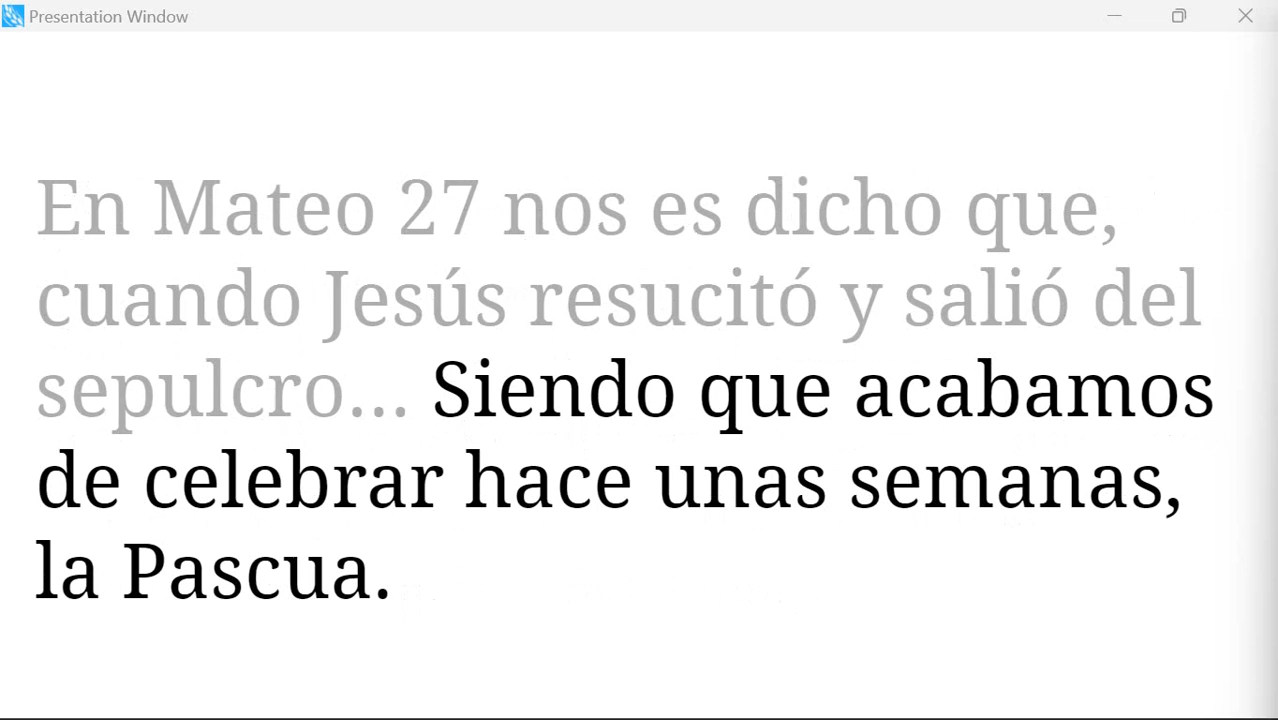 Presentation Window
En Mateo 27 nos es dicho que,
cuando Jesús resucitó y salió del
sepulcro... Siendo que acabamos
de celebrar hace unas semanas,
la Pascua.